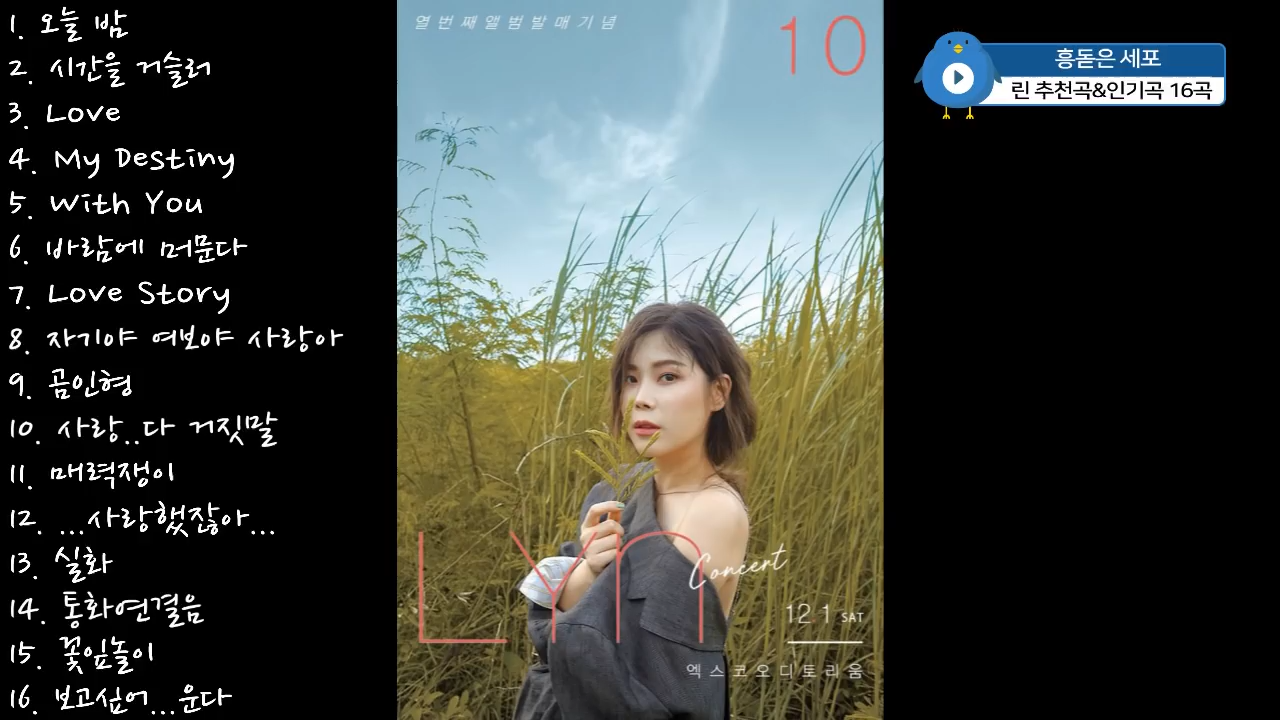 1. 오늘 밤
2. 시간을 거슬러
3. Love
4. My Destiny
5. With You
6. 바람에 머문다
7. Love Story
8. 자기야 여보야 사랑아
9. 곰인형
10. 사랑..다 거짓말
11. 매력쟁이
12. ...사랑했잖아...
13. 실화
14. 통화연결음
15. 꽃잎놀이
16. 보고싶어...운다
열번째앨범발매기념
10
LYn
Concert
12.1 SAT
엑스코오디토리움
흥돋은 세포
린 추천곡&인기곡 16곡